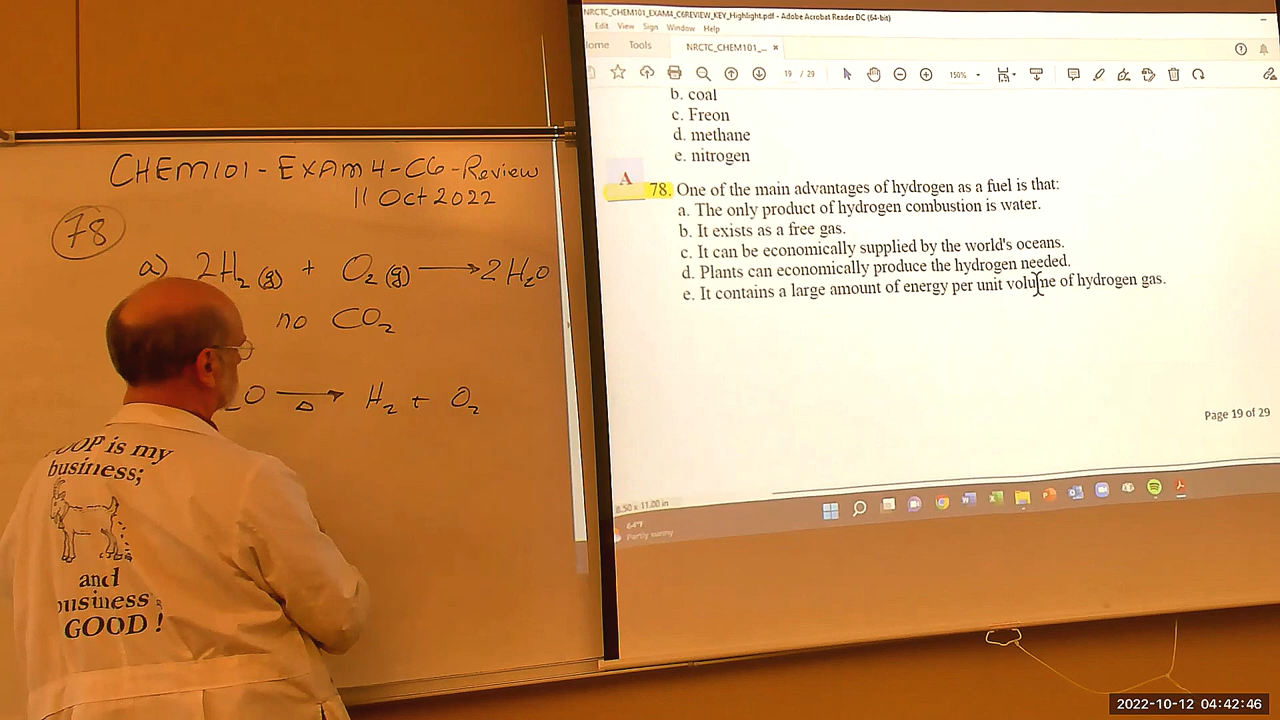 CHEM101-EXAM4-C6-Review
11 Oct 2022
78
a) 2H2(g) + O2(g) → 2H2O
no CO2
O → Δ H2 + O2
is my
business;
and
business
GOOD!
NRCTC_CHEM101_EXAM4_C6REVIEW_KEY_Highlight.pdf - Adobe Acrobat Reader DC (64-bit)
Edit View Sign Window Help
Tools NRCTC_CHEM101_... ×
19 / 29 150%
b. coal
c. Freon
d. methane
e. nitrogen
A
78. One of the main advantages of hydrogen as a fuel is that:
a. The only product of hydrogen combustion is water.
b. It exists as a free gas.
c. It can be economically supplied by the world's oceans.
d. Plants can economically produce the hydrogen needed.
e. It contains a large amount of energy per unit volume of hydrogen gas.
Page 19 of 29
8.50 x 11.00 in
64°F
Partly sunny
2022-10-12 04:42:46